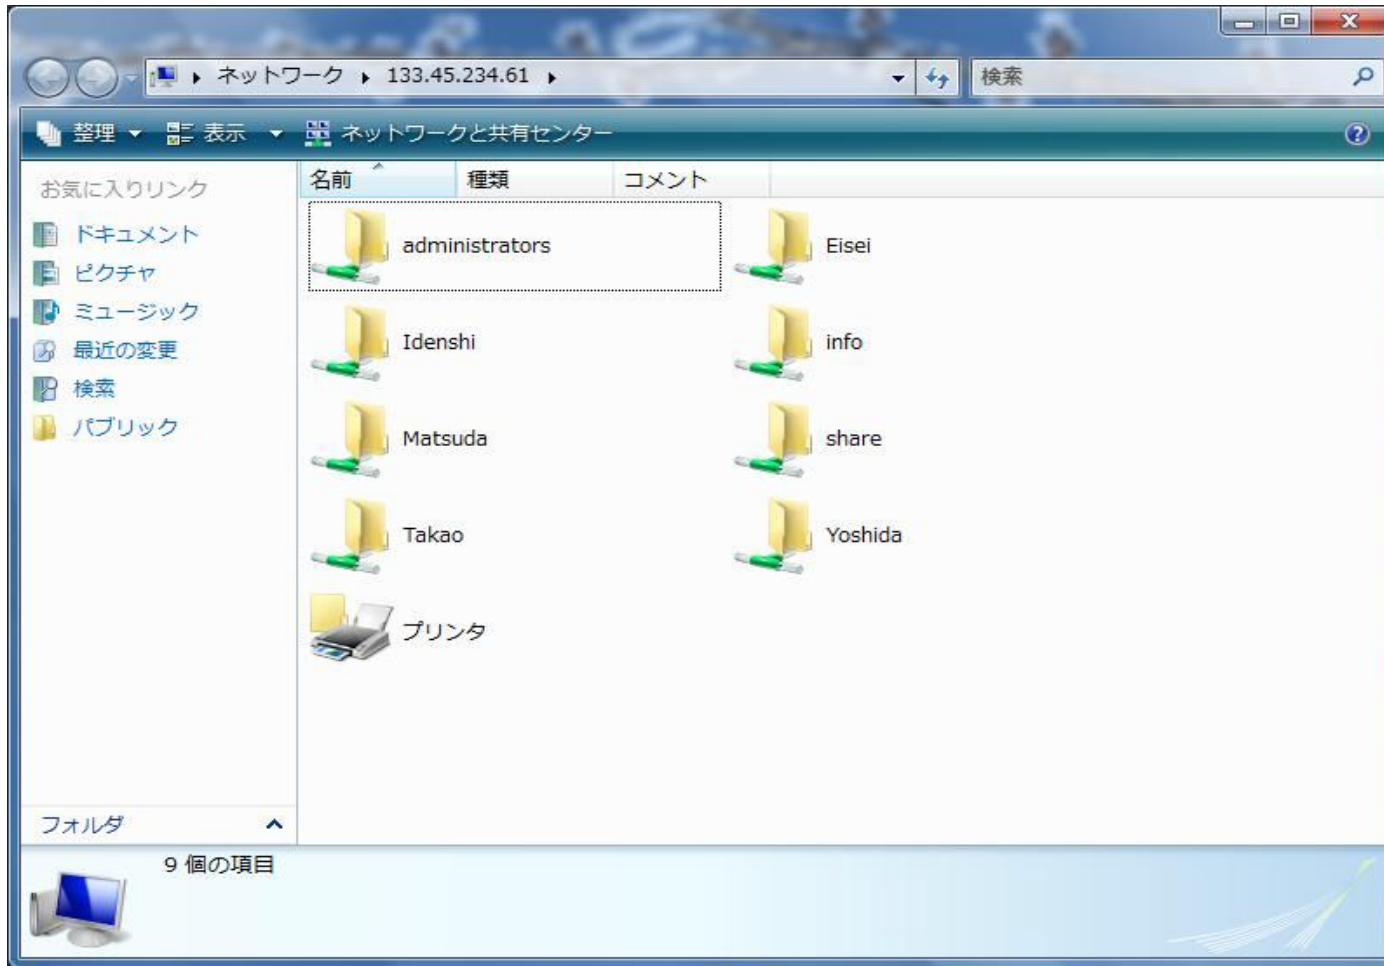 ネットワーク 133.45.234.61 検索
整理 表示 ネットワークと共有センター
お気に入りリンク
ドキュメント
ピクチャ
ミュージック
最近の変更
検索
パブリック
フォルダ
名前 種類 コメント
administrators Eisei
Idenshi info
Matsuda share
Takao Yoshida
プリンタ
9 個の項目